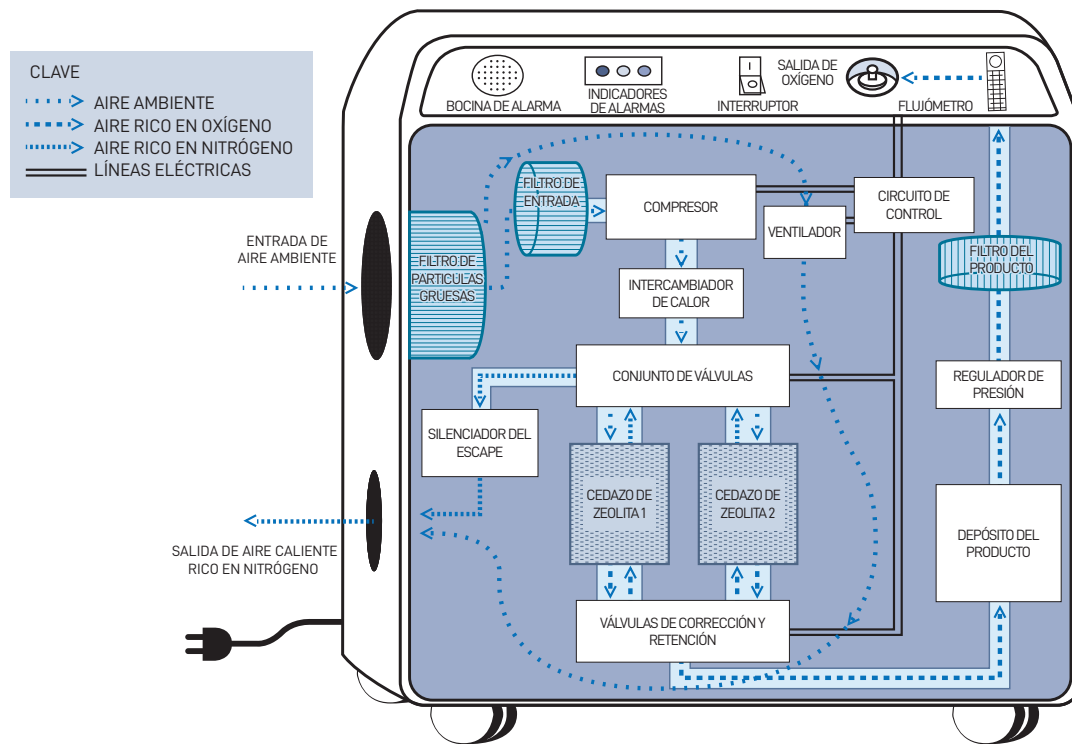 CLAVE
AIRE AMBIENTE
AIRE RICO EN OXÍGENO
AIRE RICO EN NITRÓGENO
LÍNEAS ELÉCTRICAS
BOCINA DE ALARMA
INDICADORES
DE ALARMAS
INTERRUPTOR
SALIDA DE
OXÍGENO
FLUJÓMETRO
ENTRADA DE
AIRE AMBIENTE
FILTRO DE
PARTICULAS
GRUESAS
FILTRO DE
ENTRADA
COMPRESOR
VENTILADOR
CIRCUITO DE
CONTROL
FILTRO DEL
PRODUCTO
INTERCAMBIADOR
DE CALOR
CONJUNTO DE VÁLVULAS
REGULADOR DE
PRESIÓN
SILENCIADOR DEL
ESCAPE
CEDAZO DE
ZEOLITA 1
CEDAZO DE
ZEOLITA 2
DEPÓSITO DEL
PRODUCTO
SALIDA DE AIRE CALIENTE
RICO EN NITRÓGENO
VÁLVULAS DE CORRECCIÓN Y
RETENCIÓN